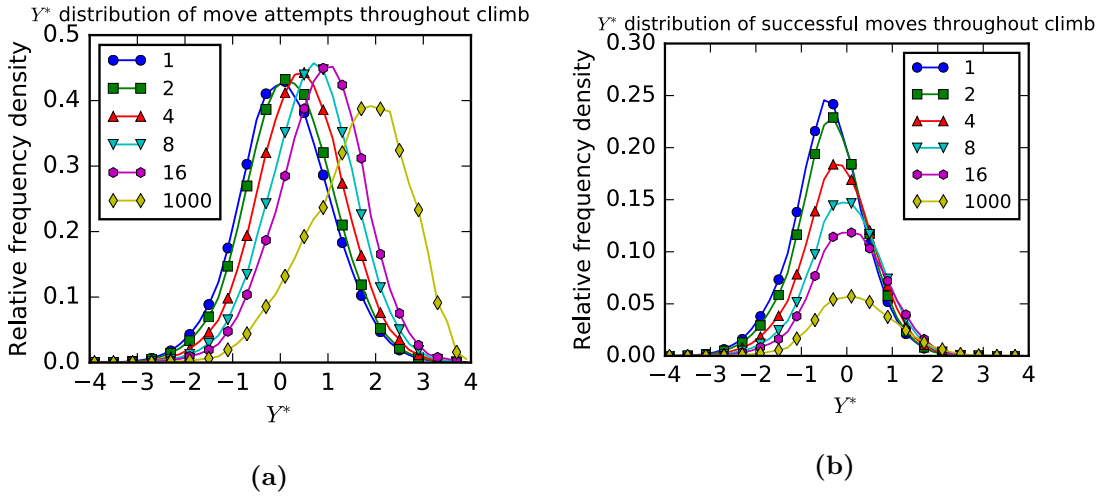 Y* distribution of move attempts throughout climb
0.5
0.4
0.3
0.2
0.1
0.0
Relative frequency density
1
2
4
8
16
1000
−4 −3 −2 −1 0 1 2 3 4
Y*
(a)
Y* distribution of successful moves throughout climb
0.30
0.25
0.20
0.15
0.10
0.05
0.00
Relative frequency density
1
2
4
8
16
1000
−4 −3 −2 −1 0 1 2 3 4
Y*
(b)